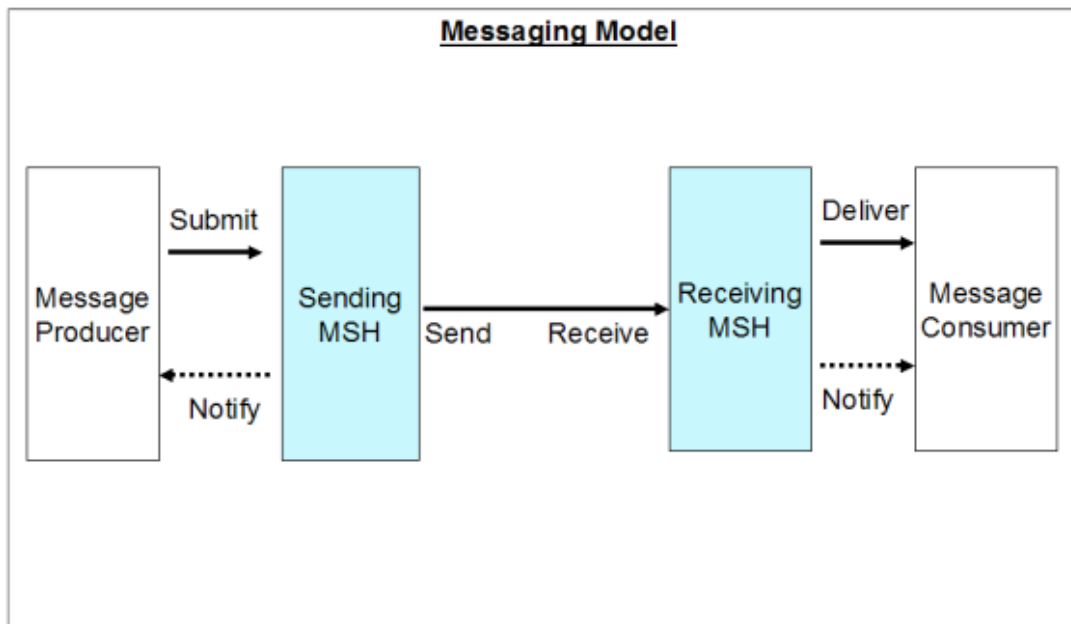 Messaging Model
Submit
Deliver
Message
Producer
Sending
MSH
Receiving
MSH
Message
Consumer
Send
Receive
Notify
Notify